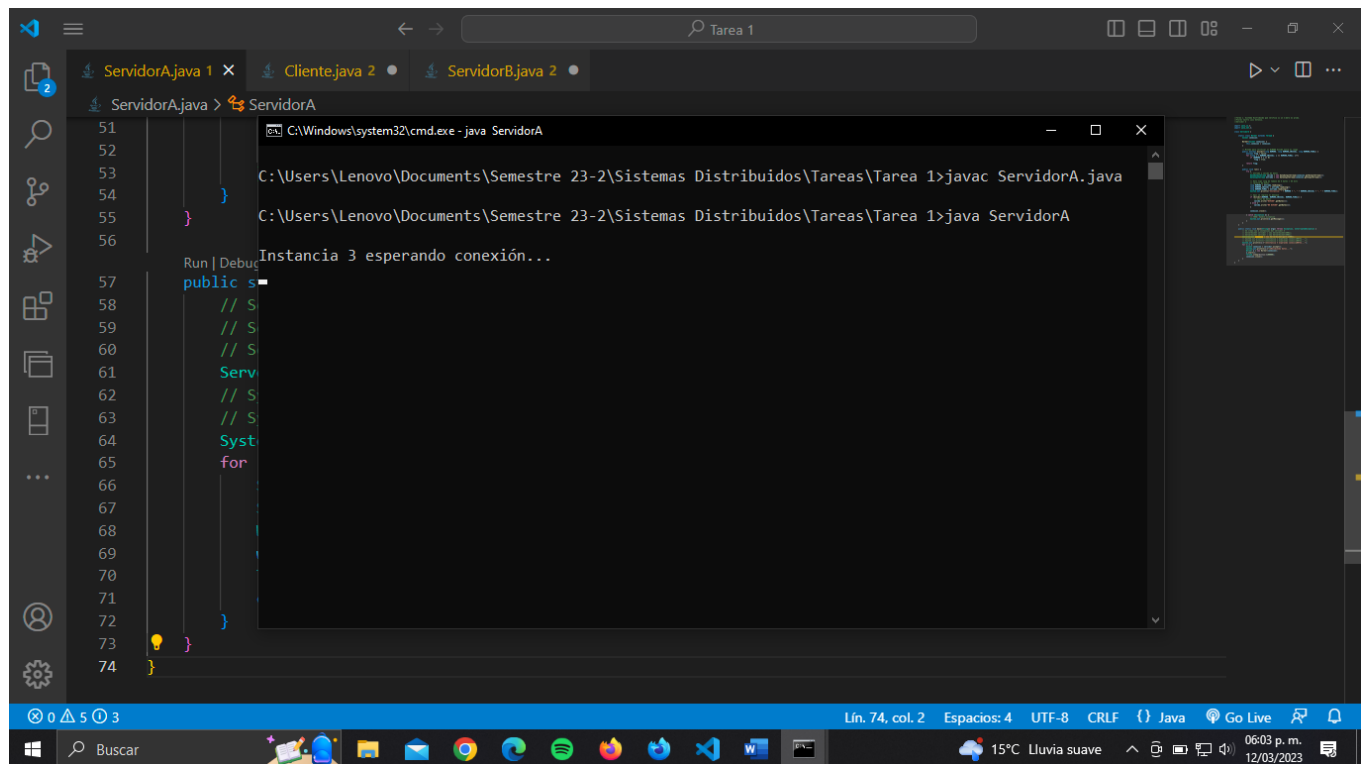 Tarea 1
ServidorA.java 1
Cliente.java 2
ServidorB.java 2
2
ServidorA.java > ServidorA
C:\Windows\system32\cmd.exe - java ServidorA
C:\Users\Lenovo\Documents\Semestre 23-2\Sistemas Distribuidos\Tareas\Tarea 1>javac ServidorA.java
C:\Users\Lenovo\Documents\Semestre 23-2\Sistemas Distribuidos\Tareas\Tarea 1>java ServidorA
Instancia 3 esperando conexión...
51
52
53
54 }
55 }
56
Run | Debug
57 public s
58 // S
59 // S
60 // S
61 Serv
62 // S
63 // S
64 Syst
65 for
66
67
68
69
70
71
72 }
73 }
74 }
0 5 3 Lín. 74, col. 2 Espacios: 4 UTF-8 CRLF {} Java Go Live
Buscar 15°C Lluvia suave 06:03 p. m.
12/03/2023